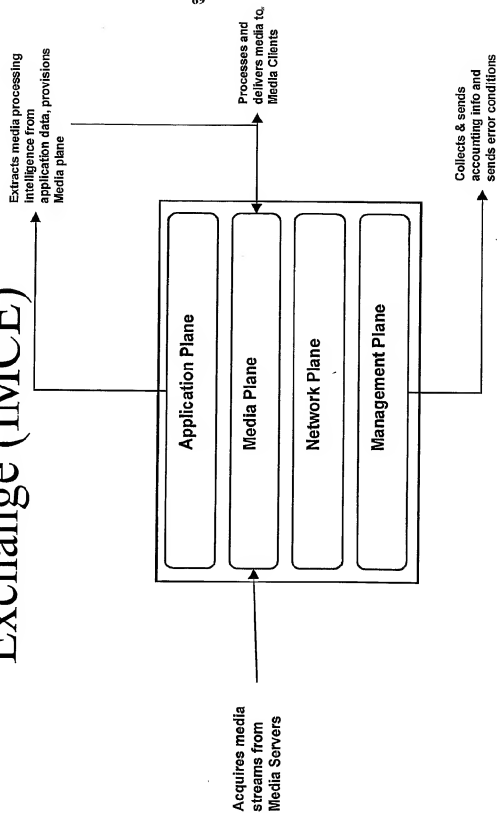 Exchange (IMCE)
Extracts media processing
intelligence from
application data, provisions
Media plane
Processes and
delivers media to
Media Clients
Application Plane
Media Plane
Network Plane
Management Plane
Acquires media
streams from
Media Servers
Collects & sends
accounting info and
sends error conditions